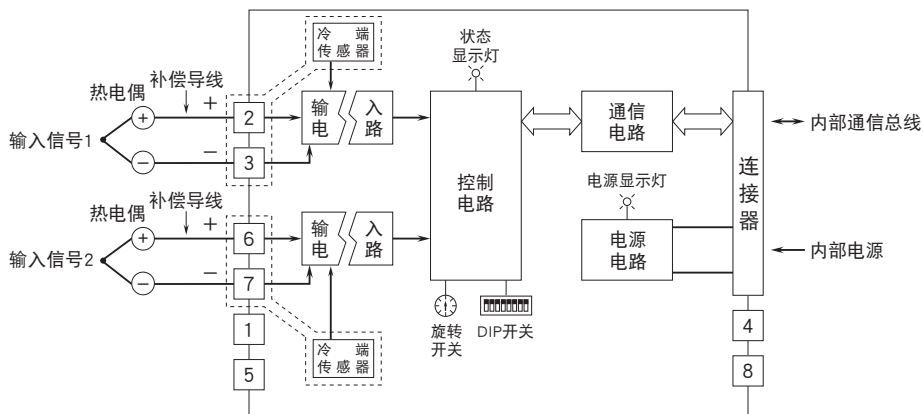 冷 端
传 感 器
状态
显示灯
热电偶
补偿导线
+
+
2
输 入
电 路
通信
电路
内部通信总线
输入信号1
−
−
3
控制
电路
连接器
电源显示灯
热电偶
补偿导线
+
+
6
输 入
电 路
电源
电路
内部电源
输入信号2
−
−
7
旋转
开关
DIP开关
1
4
冷 端
传 感 器
5
8